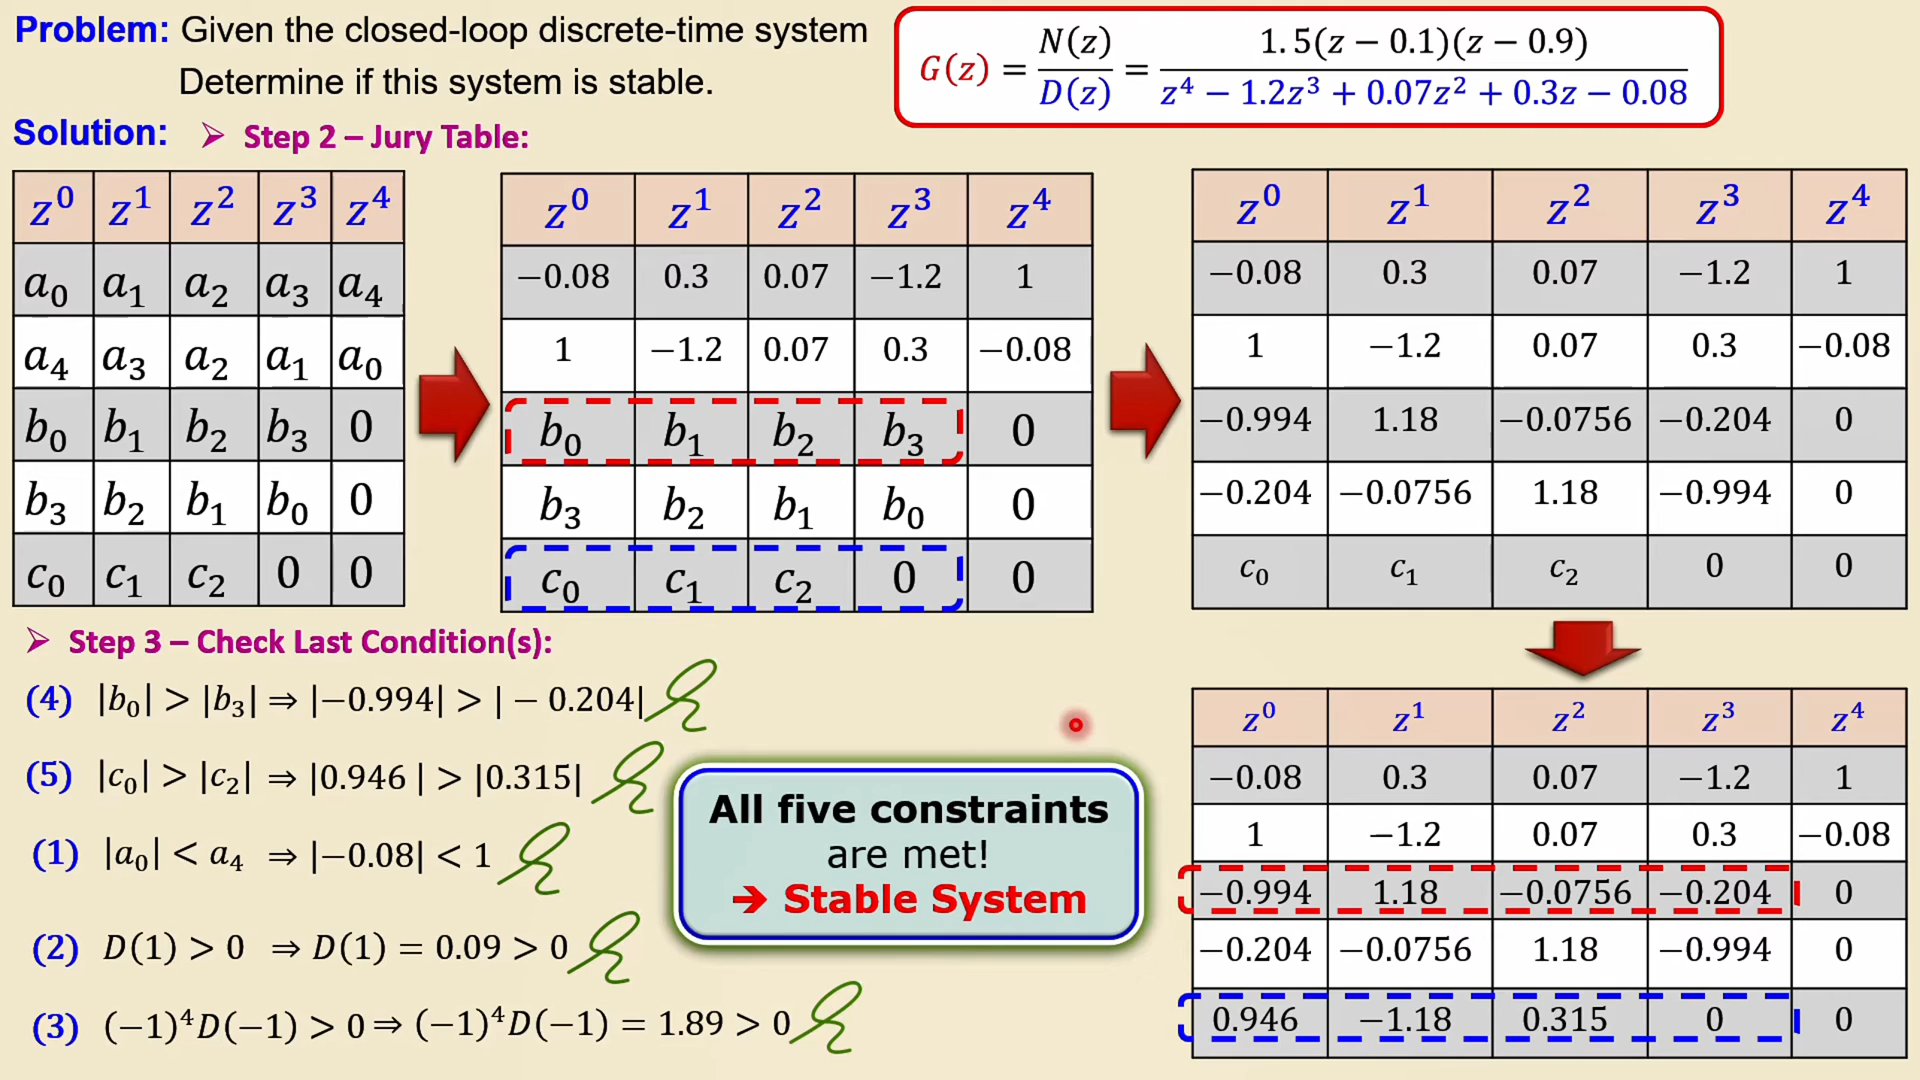 Problem: Given the closed-loop discrete-time system
Determine if this system is stable.
G(z) = N(z)/D(z) = 1.5(z − 0.1)(z − 0.9) / z⁴ − 1.2z³ + 0.07z² + 0.3z − 0.08
Solution: ➢ Step 2 – Jury Table:
z⁰ z¹ z² z³ z⁴
a₀ a₁ a₂ a₃ a₄
a₄ a₃ a₂ a₁ a₀
b₀ b₁ b₂ b₃ 0
b₃ b₂ b₁ b₀ 0
c₀ c₁ c₂ 0 0
z⁰ z¹ z² z³ z⁴
−0.08 0.3 0.07 −1.2 1
1 −1.2 0.07 0.3 −0.08
b₀ b₁ b₂ b₃ 0
b₃ b₂ b₁ b₀ 0
c₀ c₁ c₂ 0 0
z⁰ z¹ z² z³ z⁴
−0.08 0.3 0.07 −1.2 1
1 −1.2 0.07 0.3 −0.08
−0.994 1.18 −0.0756 −0.204 0
−0.204 −0.0756 1.18 −0.994 0
c₀ c₁ c₂ 0 0
➢ Step 3 – Check Last Condition(s):
(4) |b₀| > |b₃| ⇒ |−0.994| > | − 0.204|
(5) |c₀| > |c₂| ⇒ |0.946 | > |0.315|
(1) |a₀| < a₄ ⇒ |−0.08| < 1
(2) D(1) > 0 ⇒ D(1) = 0.09 > 0
(3) (−1)⁴D(−1) > 0 ⇒ (−1)⁴D(−1) = 1.89 > 0
All five constraints
are met!
➔ Stable System
z⁰ z¹ z² z³ z⁴
−0.08 0.3 0.07 −1.2 1
1 −1.2 0.07 0.3 −0.08
−0.994 1.18 −0.0756 −0.204 0
−0.204 −0.0756 1.18 −0.994 0
0.946 −1.18 0.315 0 0